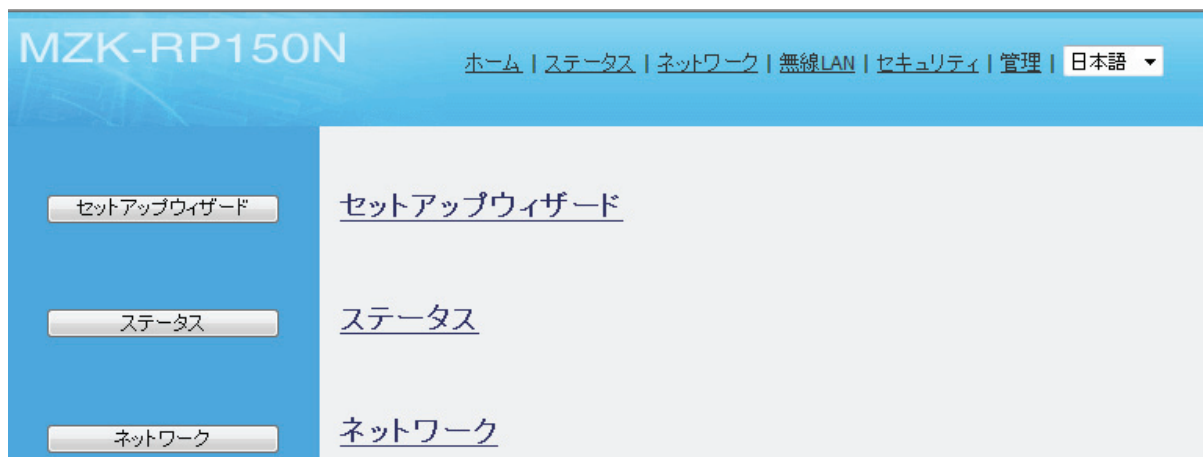 MZK-RP150N
ホーム | ステータス | ネットワーク | 無線LAN | セキュリティ | 管理 | 日本語
セットアップウィザード
セットアップウィザード
ステータス
ステータス
ネットワーク
ネットワーク